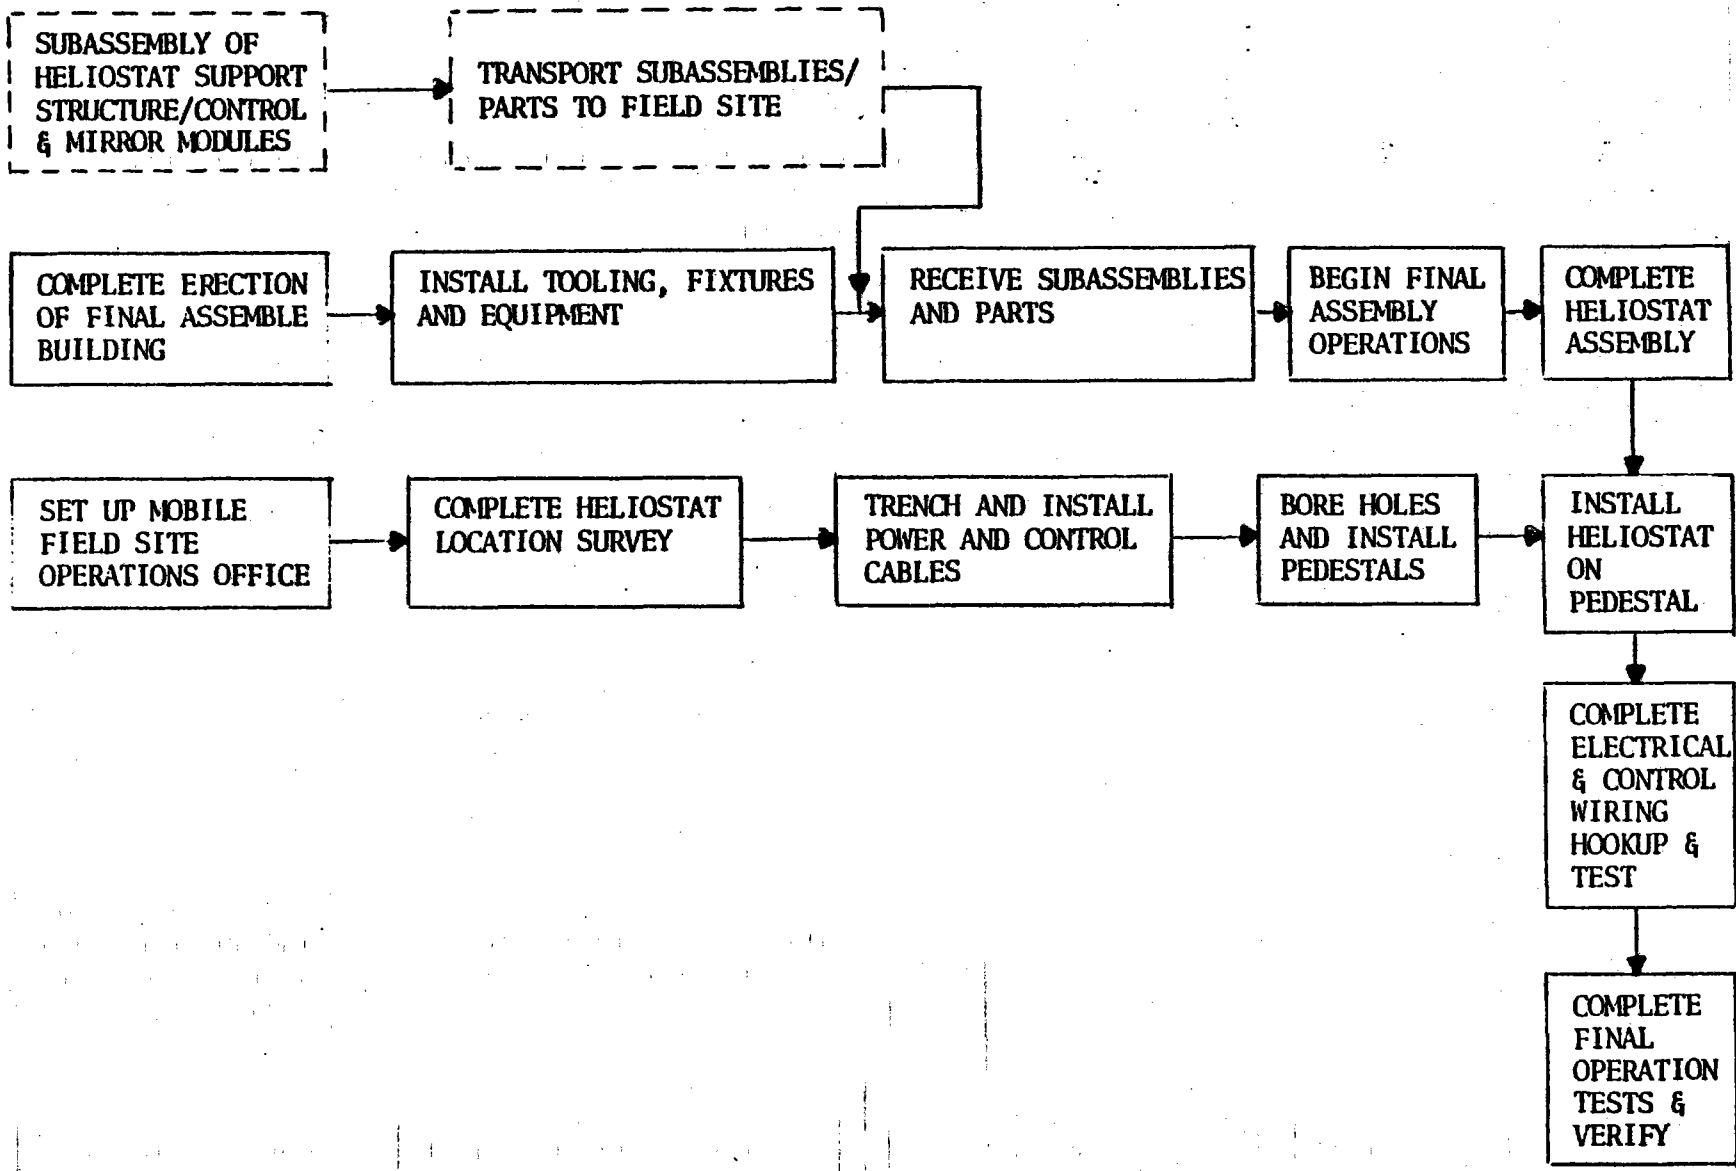 SUBASSEMBLY OF
HELIOSTAT SUPPORT
STRUCTURE/CONTROL
& MIRROR MODULES
TRANSPORT SUBASSEMBLIES/
PARTS TO FIELD SITE
COMPLETE ERECTION
OF FINAL ASSEMBLE
BUILDING
INSTALL TOOLING, FIXTURES
AND EQUIPMENT
RECEIVE SUBASSEMBLIES
AND PARTS
BEGIN FINAL
ASSEMBLY
OPERATIONS
COMPLETE
HELIOSTAT
ASSEMBLY
SET UP MOBILE
FIELD SITE
OPERATIONS OFFICE
COMPLETE HELIOSTAT
LOCATION SURVEY
TRENCH AND INSTALL
POWER AND CONTROL
CABLES
BORE HOLES
AND INSTALL
PEDESTALS
INSTALL
HELIOSTAT
ON
PEDESTAL
COMPLETE
ELECTRICAL
& CONTROL
WIRING
HOOKUP &
TEST
COMPLETE
FINAL
OPERATION
TESTS &
VERIFY